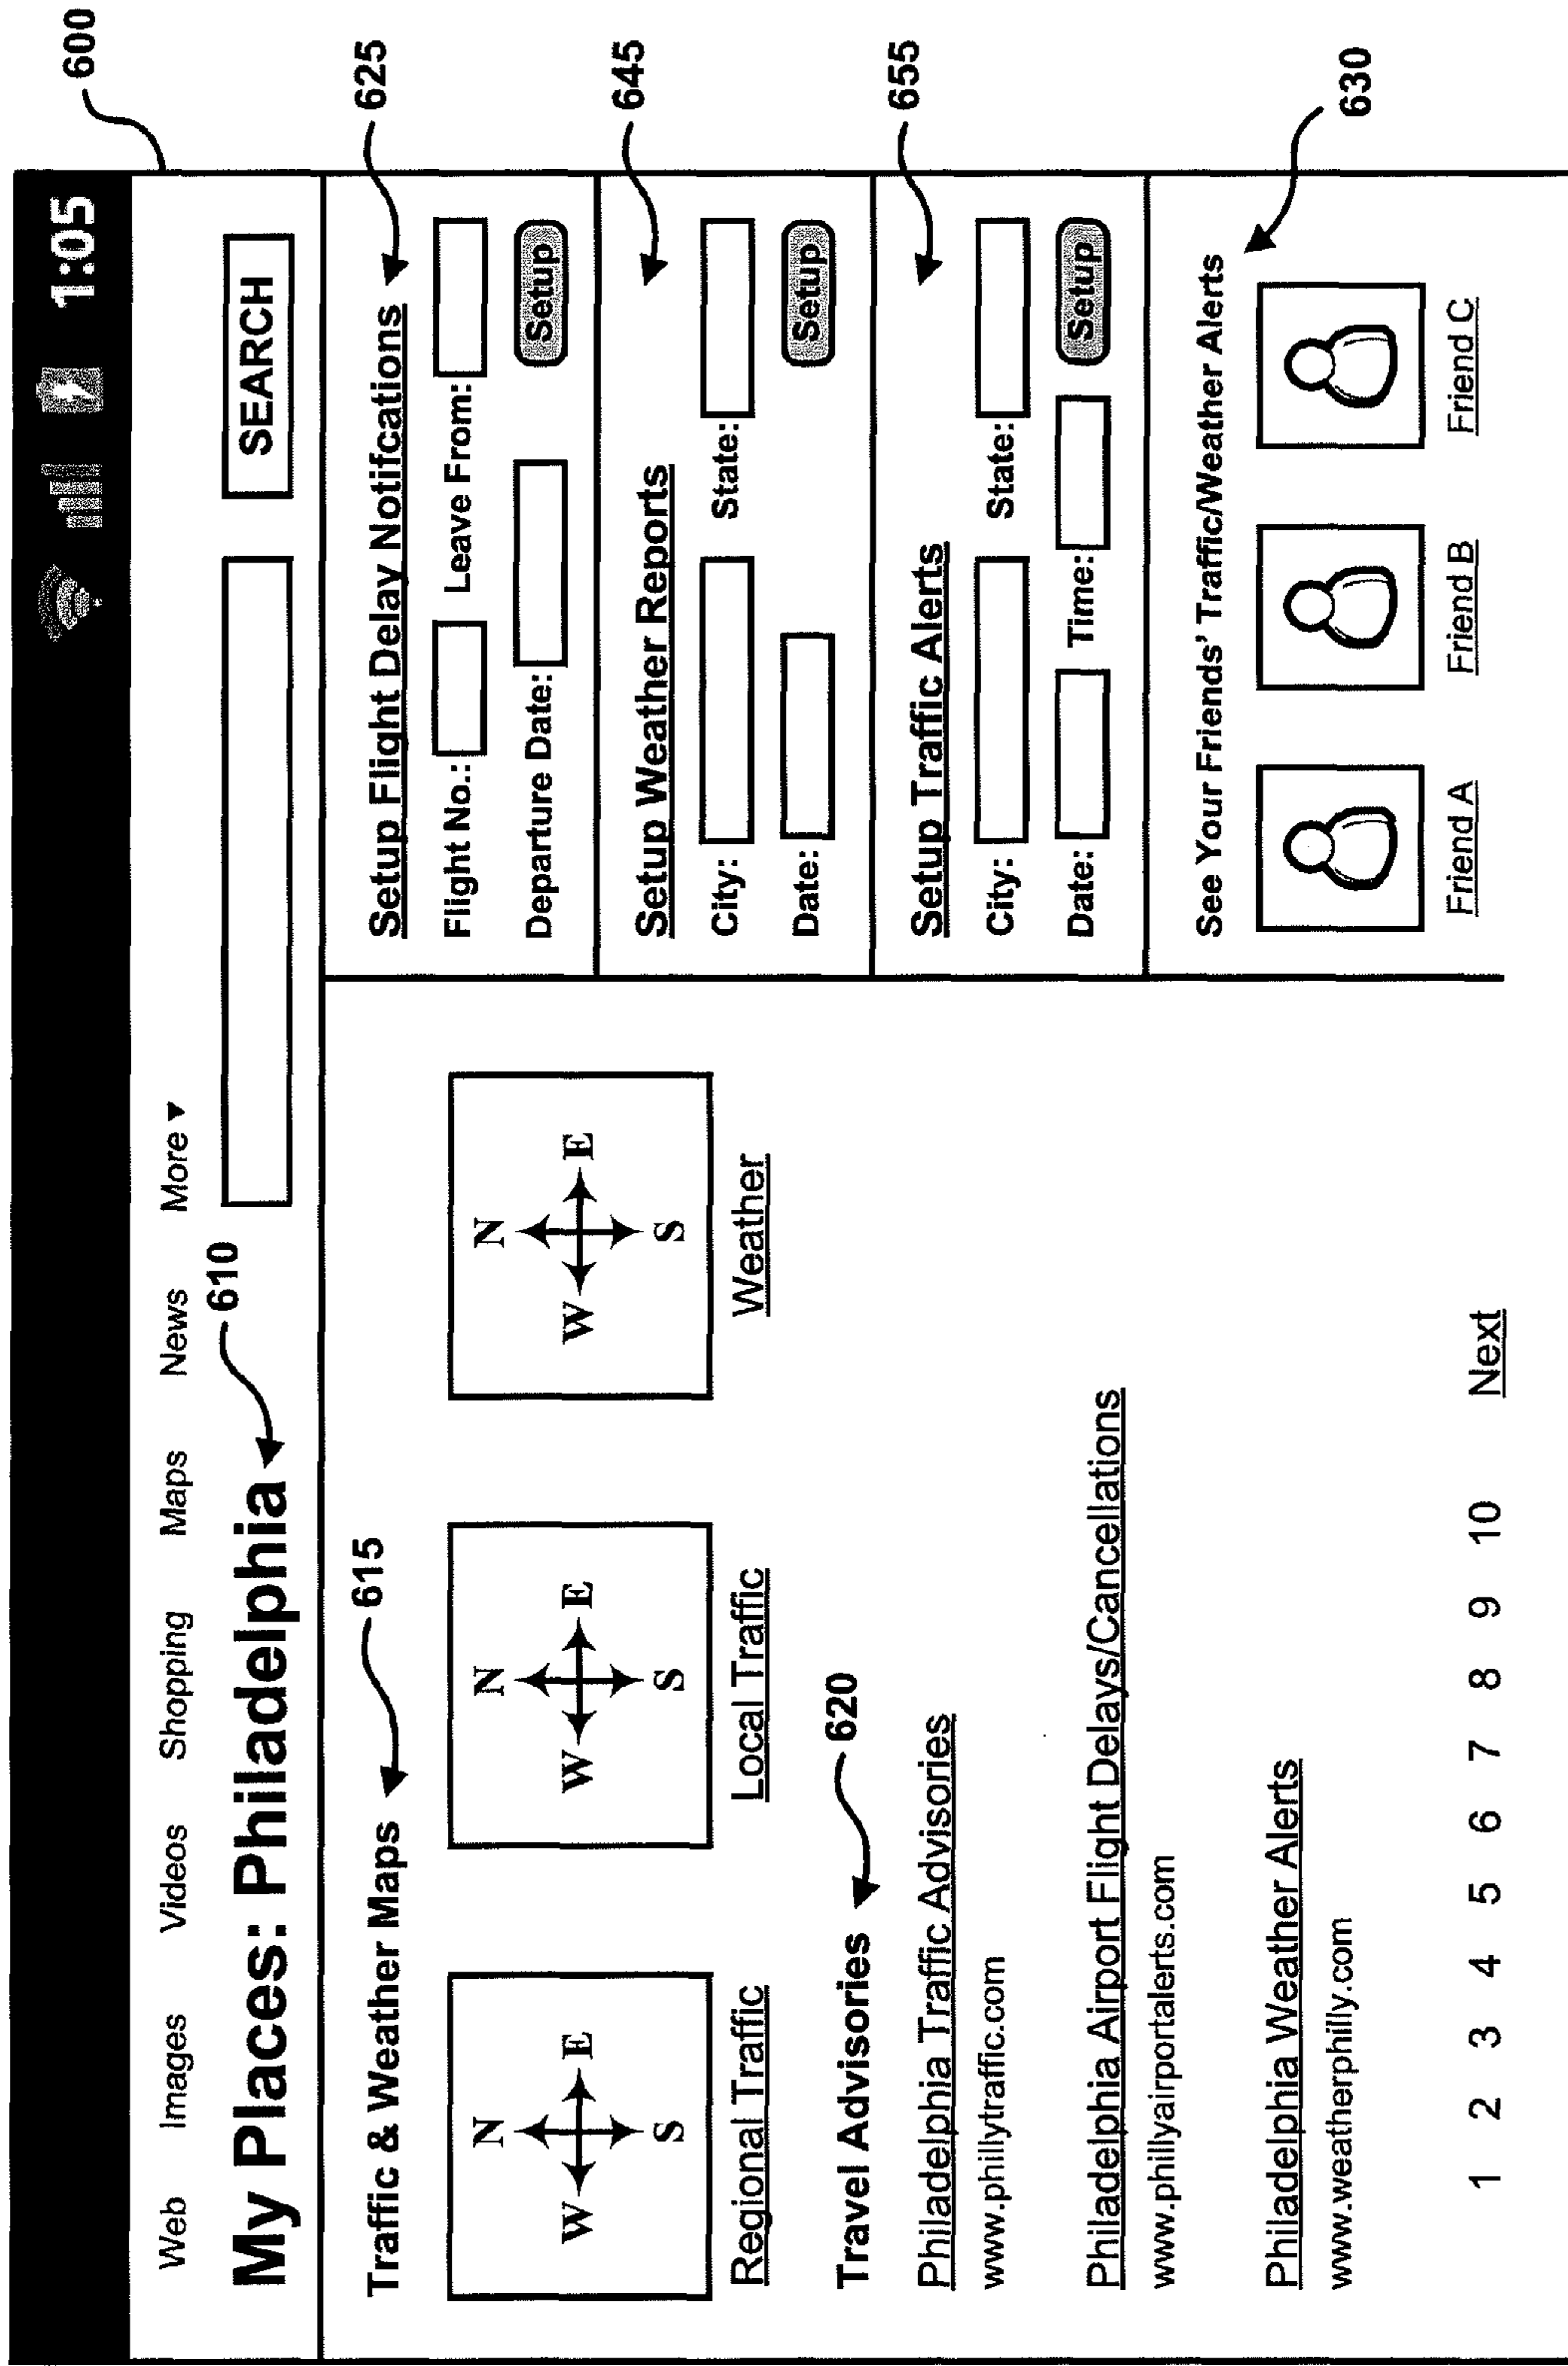 1:05
600
Web Images Videos Shopping Maps News More ▼
My Places: Philadelphia
610
SEARCH
Traffic & Weather Maps
615
N
W E
S
Regional Traffic
N
W E
S
Local Traffic
N
W E
S
Weather
Travel Advisories
620
Philadelphia Traffic Advisories
www.phillytraffic.com
Philadelphia Airport Flight Delays/Cancellations
www.phillyairportalerts.com
Philadelphia Weather Alerts
www.weatherphilly.com
1 2 3 4 5 6 7 8 9 10 Next
Setup Flight Delay Notifcations
625
Flight No.: Leave From:
Departure Date: Setup
Setup Weather Reports
645
City: State:
Date: Setup
Setup Traffic Alerts
655
City: State:
Date: Time: Setup
See Your Friends' Traffic/Weather Alerts
630
Friend A Friend B Friend C